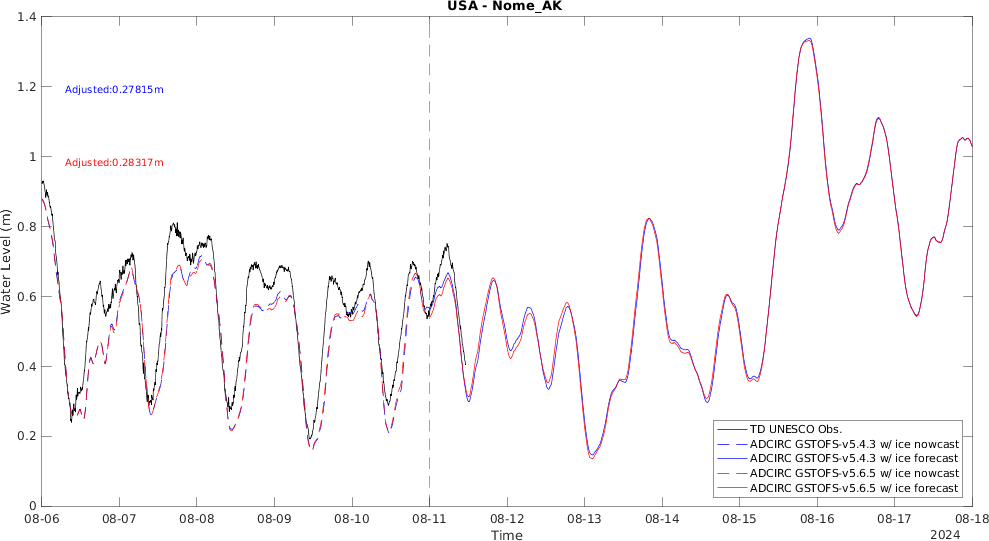 USA - Nome_AK
1.4
1.2
1
0.8
0.6
0.4
0.2
0
Water Level (m)
Adjusted:0.27815m
Adjusted:0.28317m
TD UNESCO Obs.
ADCIRC GSTOFS-v5.4.3 w/ ice nowcast
ADCIRC GSTOFS-v5.4.3 w/ ice forecast
ADCIRC GSTOFS-v5.6.5 w/ ice nowcast
ADCIRC GSTOFS-v5.6.5 w/ ice forecast
08-06 08-07 08-08 08-09 08-10 08-11 08-12 08-13 08-14 08-15 08-16 08-17 08-18
Time
2024